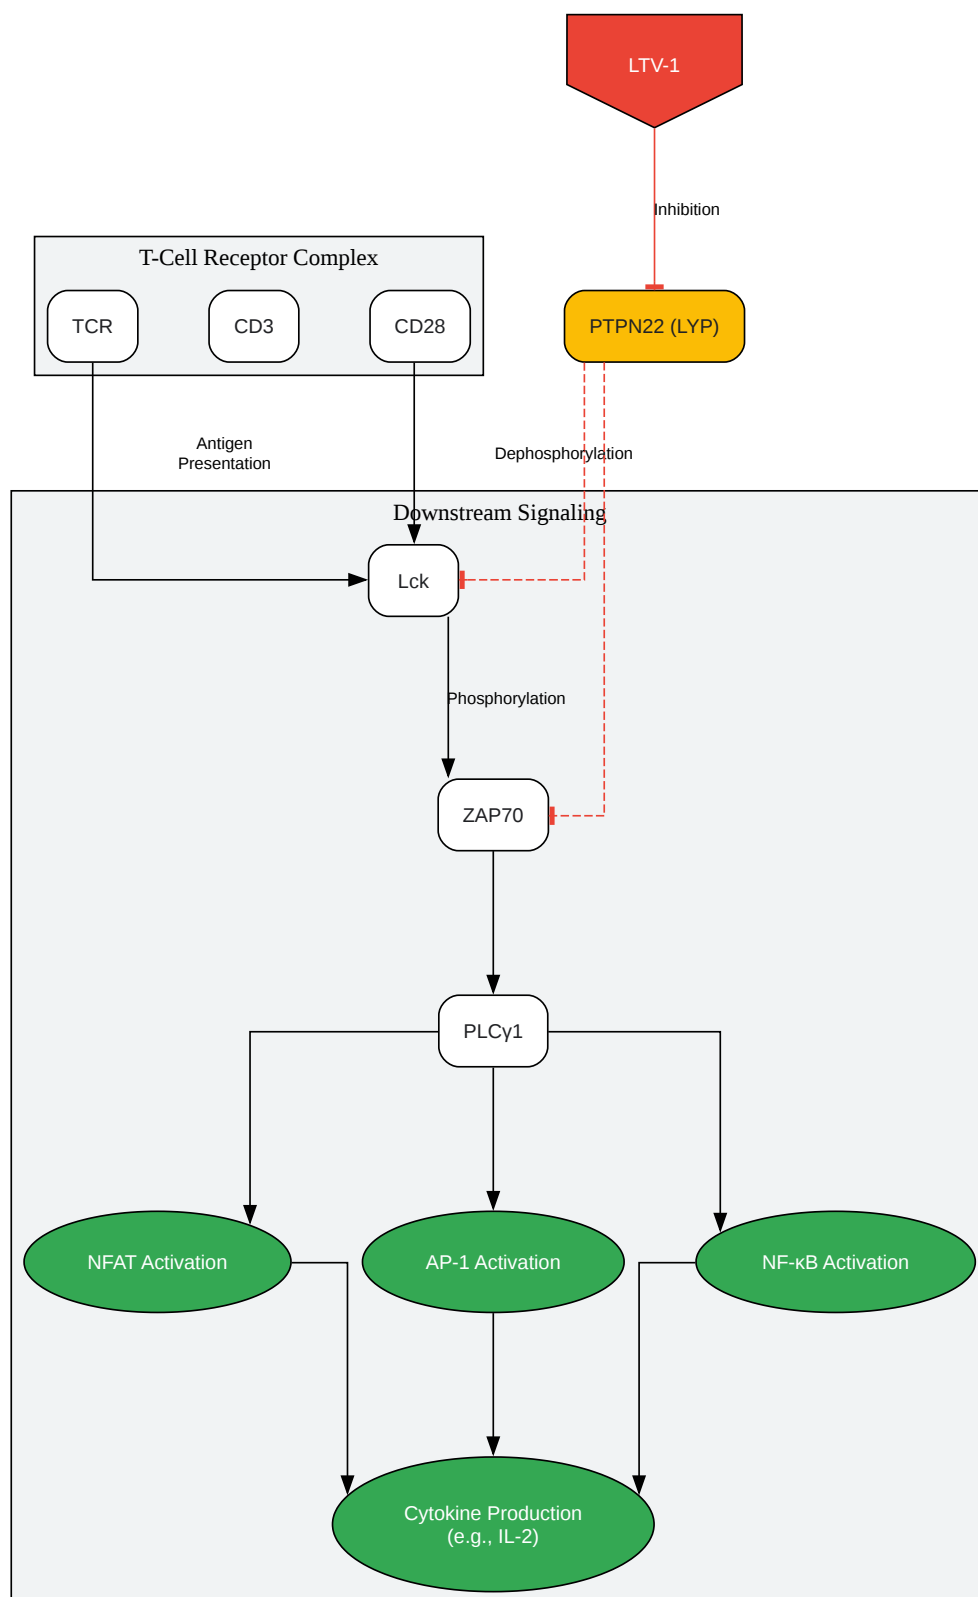 LTV-1
Inhibition
T-Cell Receptor Complex
TCR
CD3
CD28
PTPN22 (LYP)
Antigen
Presentation
Dephosphorylation
Downstream Signaling
Lck
Phosphorylation
ZAP70
PLCγ1
NFAT Activation
AP-1 Activation
NF-κB Activation
Cytokine Production
(e.g., IL-2)